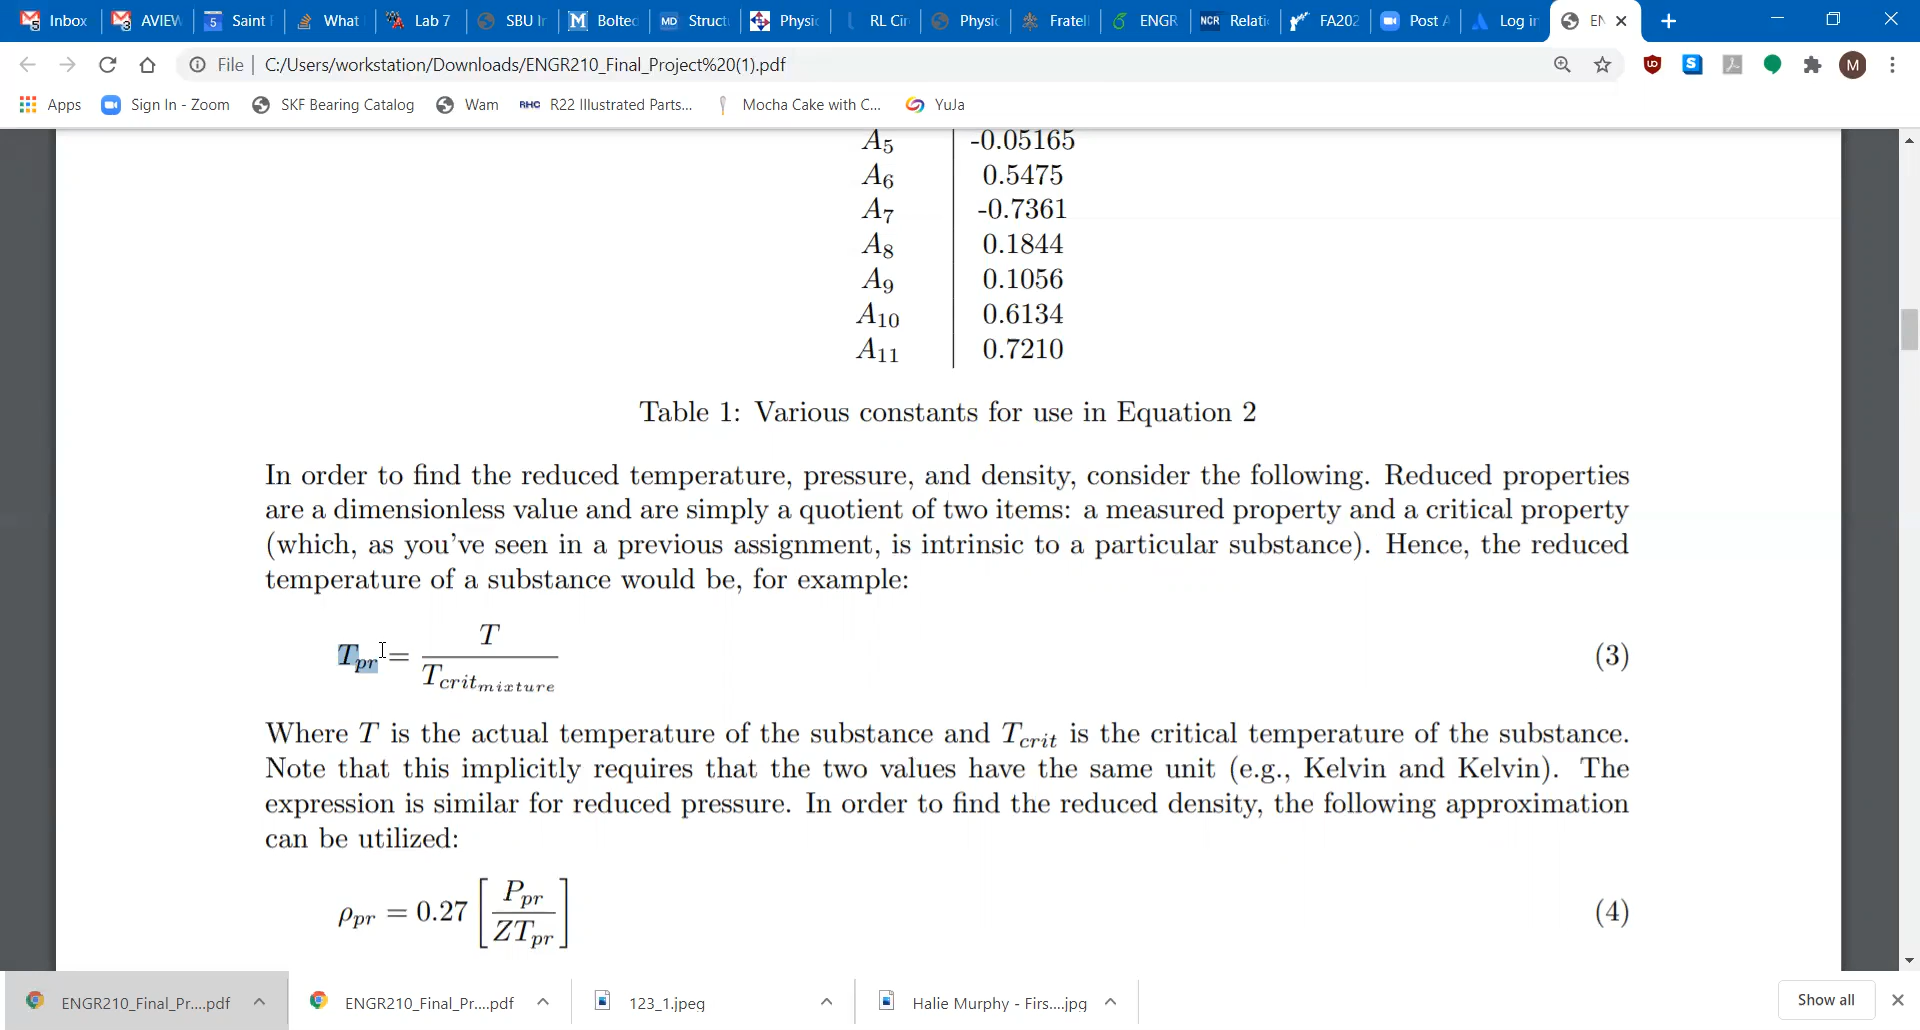 Inbox
AVIEW
Saint
What
Lab 7
SBU In
Boltec
Structu
Physic
RL Cir
Physic
Fratell
ENGR
Relati
FA202
Post A
Log in
EN
File
C:/Users/workstation/Downloads/ENGR210_Final_Project%20(1).pdf
Apps
Sign In - Zoom
SKF Bearing Catalog
Wam
RHC R22 Illustrated Parts...
Mocha Cake with C...
YuJa
A5 -0.05165
A6 0.5475
A7 -0.7361
A8 0.1844
A9 0.1056
A10 0.6134
A11 0.7210
Table 1: Various constants for use in Equation 2
In order to find the reduced temperature, pressure, and density, consider the following. Reduced properties
are a dimensionless value and are simply a quotient of two items: a measured property and a critical property
(which, as you've seen in a previous assignment, is intrinsic to a particular substance). Hence, the reduced
temperature of a substance would be, for example:
Tpr = T / Tcritmixture (3)
Where T is the actual temperature of the substance and Tcrit is the critical temperature of the substance.
Note that this implicitly requires that the two values have the same unit (e.g., Kelvin and Kelvin). The
expression is similar for reduced pressure. In order to find the reduced density, the following approximation
can be utilized:
ρpr = 0.27 [Ppr / ZTpr] (4)
ENGR210_Final_Pr....pdf
ENGR210_Final_Pr....pdf
123_1.jpeg
Halie Murphy - Firs....jpg
Show all